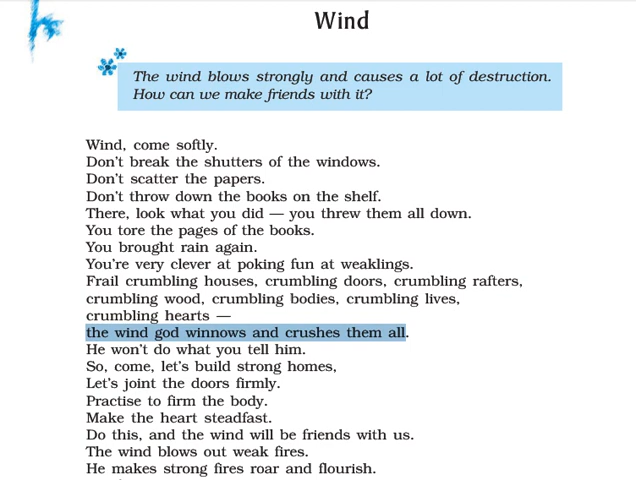 Wind
The wind blows strongly and causes a lot of destruction.
How can we make friends with it?
Wind, come softly.
Don't break the shutters of the windows.
Don't scatter the papers.
Don't throw down the books on the shelf.
There, look what you did — you threw them all down.
You tore the pages of the books.
You brought rain again.
You're very clever at poking fun at weaklings.
Frail crumbling houses, crumbling doors, crumbling rafters,
crumbling wood, crumbling bodies, crumbling lives,
crumbling hearts —
the wind god winnows and crushes them all.
He won't do what you tell him.
So, come, let's build strong homes,
Let's joint the doors firmly.
Practise to firm the body.
Make the heart steadfast.
Do this, and the wind will be friends with us.
The wind blows out weak fires.
He makes strong fires roar and flourish.